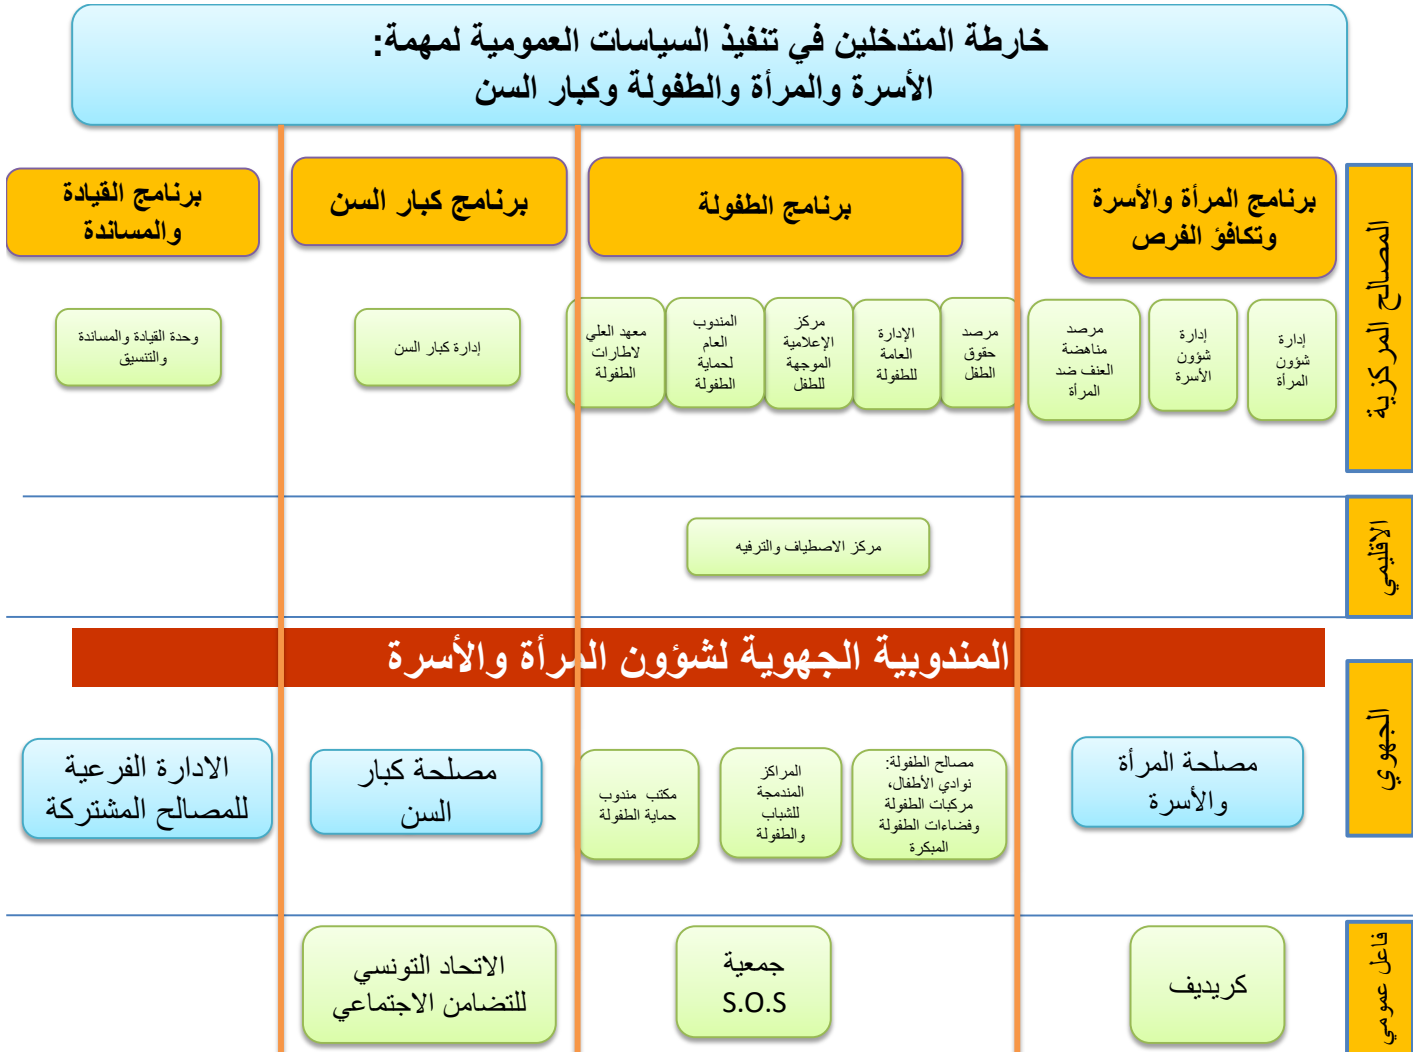 خارطة المتدخلين في تنفيذ السياسات العمومية لمهمة:
الأسرة والمرأة والطفولة وكبار السن
المصالح المركزية
برنامج المرأة والأسرة
وتكافؤ الفرص
برنامج الطفولة
برنامج كبار السن
برنامج القيادة
والمساندة
إدارة
شؤون
المرأة
إدارة
شؤون
الأسرة
مرصد
مناهضة
العنف ضد
المرأة
مرصد
حقوق
الطفل
الإدارة
العامة
للطفولة
مركز
الإعلامية
الموجهة
للطفل
المندوب
العام
لحماية
الطفولة
معهد العلي
لاطارات
الطفولة
إدارة كبار السن
وحدة القيادة والمساندة
والتنسيق
الاقليمي
مركز الاصطياف والترفيه
المندوبية الجهوية لشؤون المرأة والأسرة
الجهوي
مصلحة المرأة
والأسرة
مصالح الطفولة:
نوادي الأطفال،
مركبات الطفولة
وفضاءات الطفولة
المبكرة
المراكز
المندمجة
للشباب
والطفولة
مكتب مندوب
حماية الطفولة
مصلحة كبار
السن
الادارة الفرعية
للمصالح المشتركة
فاعل عمومي
كريديف
جمعية
S.O.S
الاتحاد التونسي
للتضامن الاجتماعي